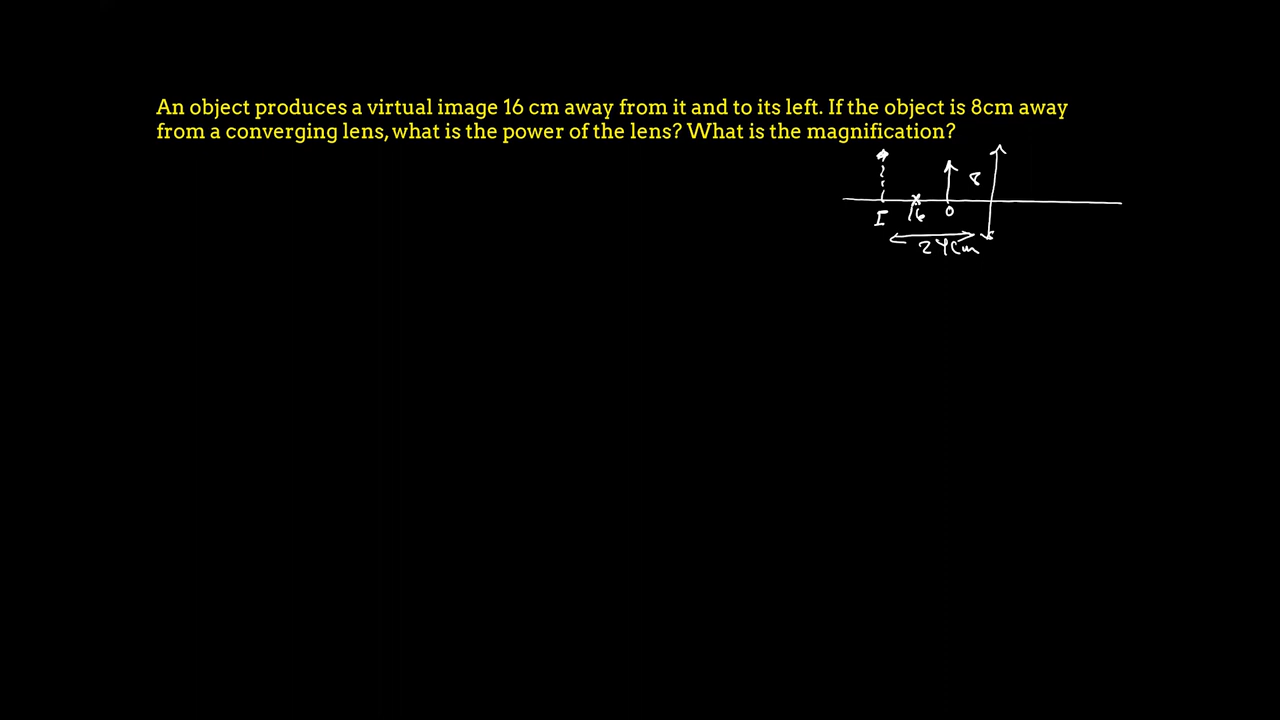 An object produces a virtual image 16 cm away from it and to its left. If the object is 8cm away
from a converging lens, what is the power of the lens? What is the magnification?
8
I 16 O
24cm